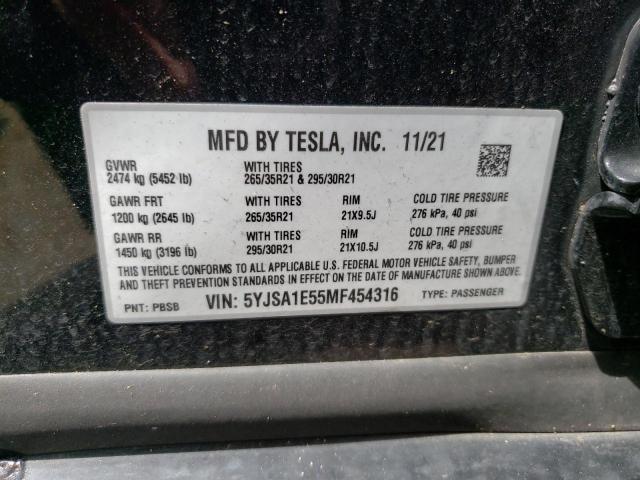 MFD BY TESLA, INC. 11/21
GVWR WITH TIRES
2474 kg (5452 lb) 265/35R21 & 295/30R21
GAWR FRT WITH TIRES RIM COLD TIRE PRESSURE
1200 kg (2645 lb) 265/35R21 21X9.5J 276 kPa, 40 psi
GAWR RR WITH TIRES RIM COLD TIRE PRESSURE
1450 kg (3196 lb) 295/30R21 21X10.5J 276 kPa, 40 psi
THIS VEHICLE CONFORMS TO ALL APPLICABLE U.S. FEDERAL MOTOR VEHICLE SAFETY, BUMPER
AND THEFT PREVENTION STANDARDS IN EFFECT ON THE DATE OF MANUFACTURE SHOWN ABOVE.
PNT: PBSB VIN: 5YJSA1E55MF454316 TYPE: PASSENGER